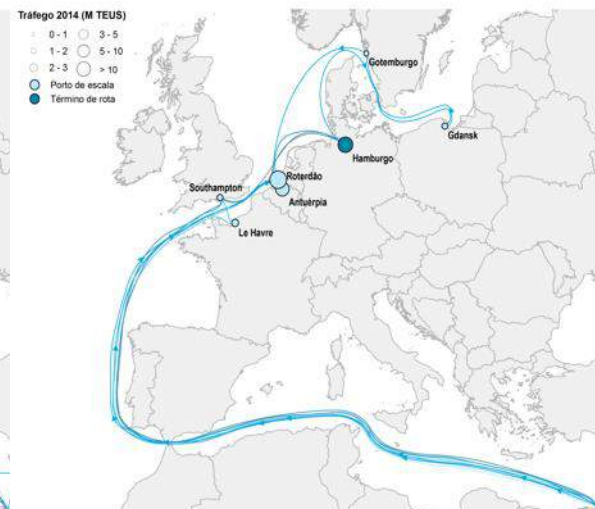 Tráfego 2014 (M TEUS)
0 - 1 3 - 5
1 - 2 5 - 10
2 - 3 > 10
Porto de escala
Término de rota
Gotemburgo
Gdansk
Hamburgo
Roterdão
Southampton
Antuérpia
Le Havre